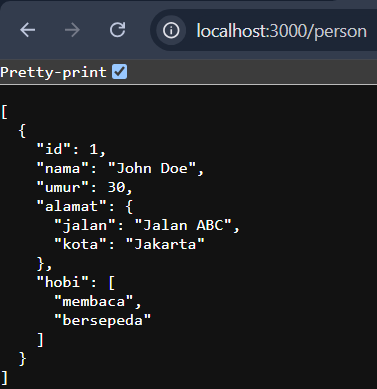 localhost:3000/person
Pretty-print
[
  {
    "id": 1,
    "nama": "John Doe",
    "umur": 30,
    "alamat": {
      "jalan": "Jalan ABC",
      "kota": "Jakarta"
    },
    "hobi": [
      "membaca",
      "bersepeda"
    ]
  }
]